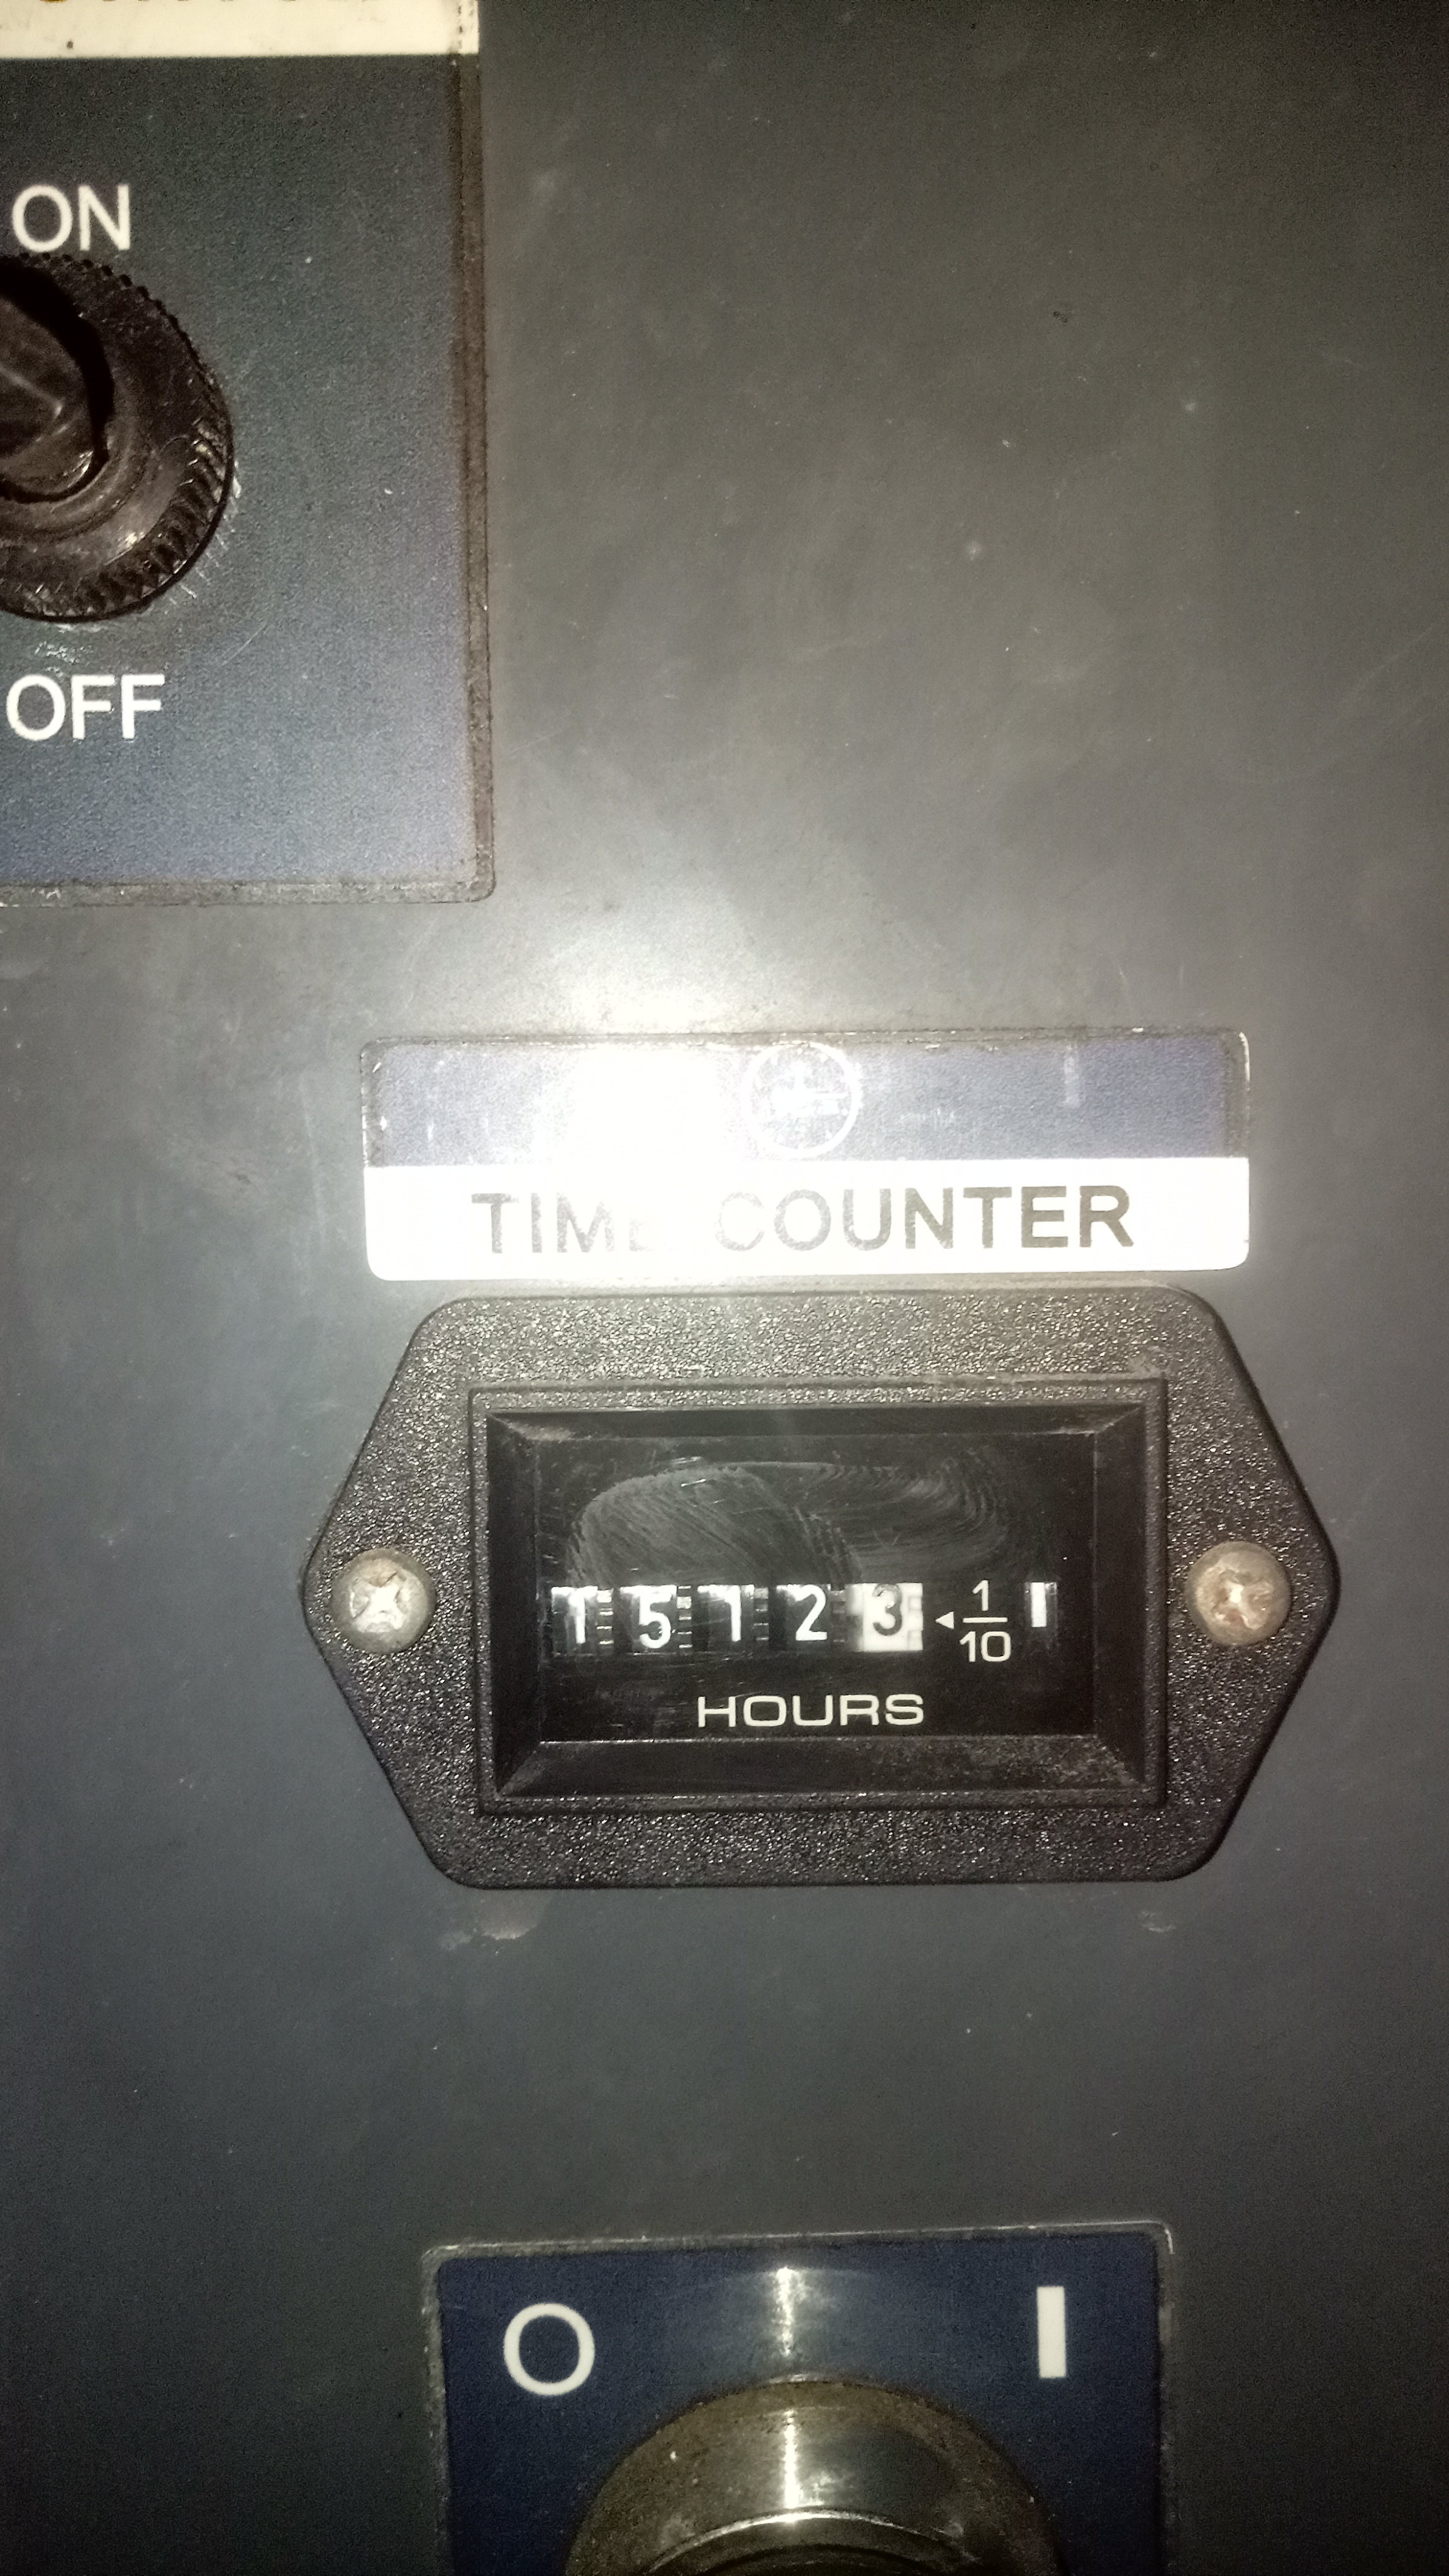 ON
OFF
TIME COUNTER
15123 ◄ 1/10
HOURS
O I